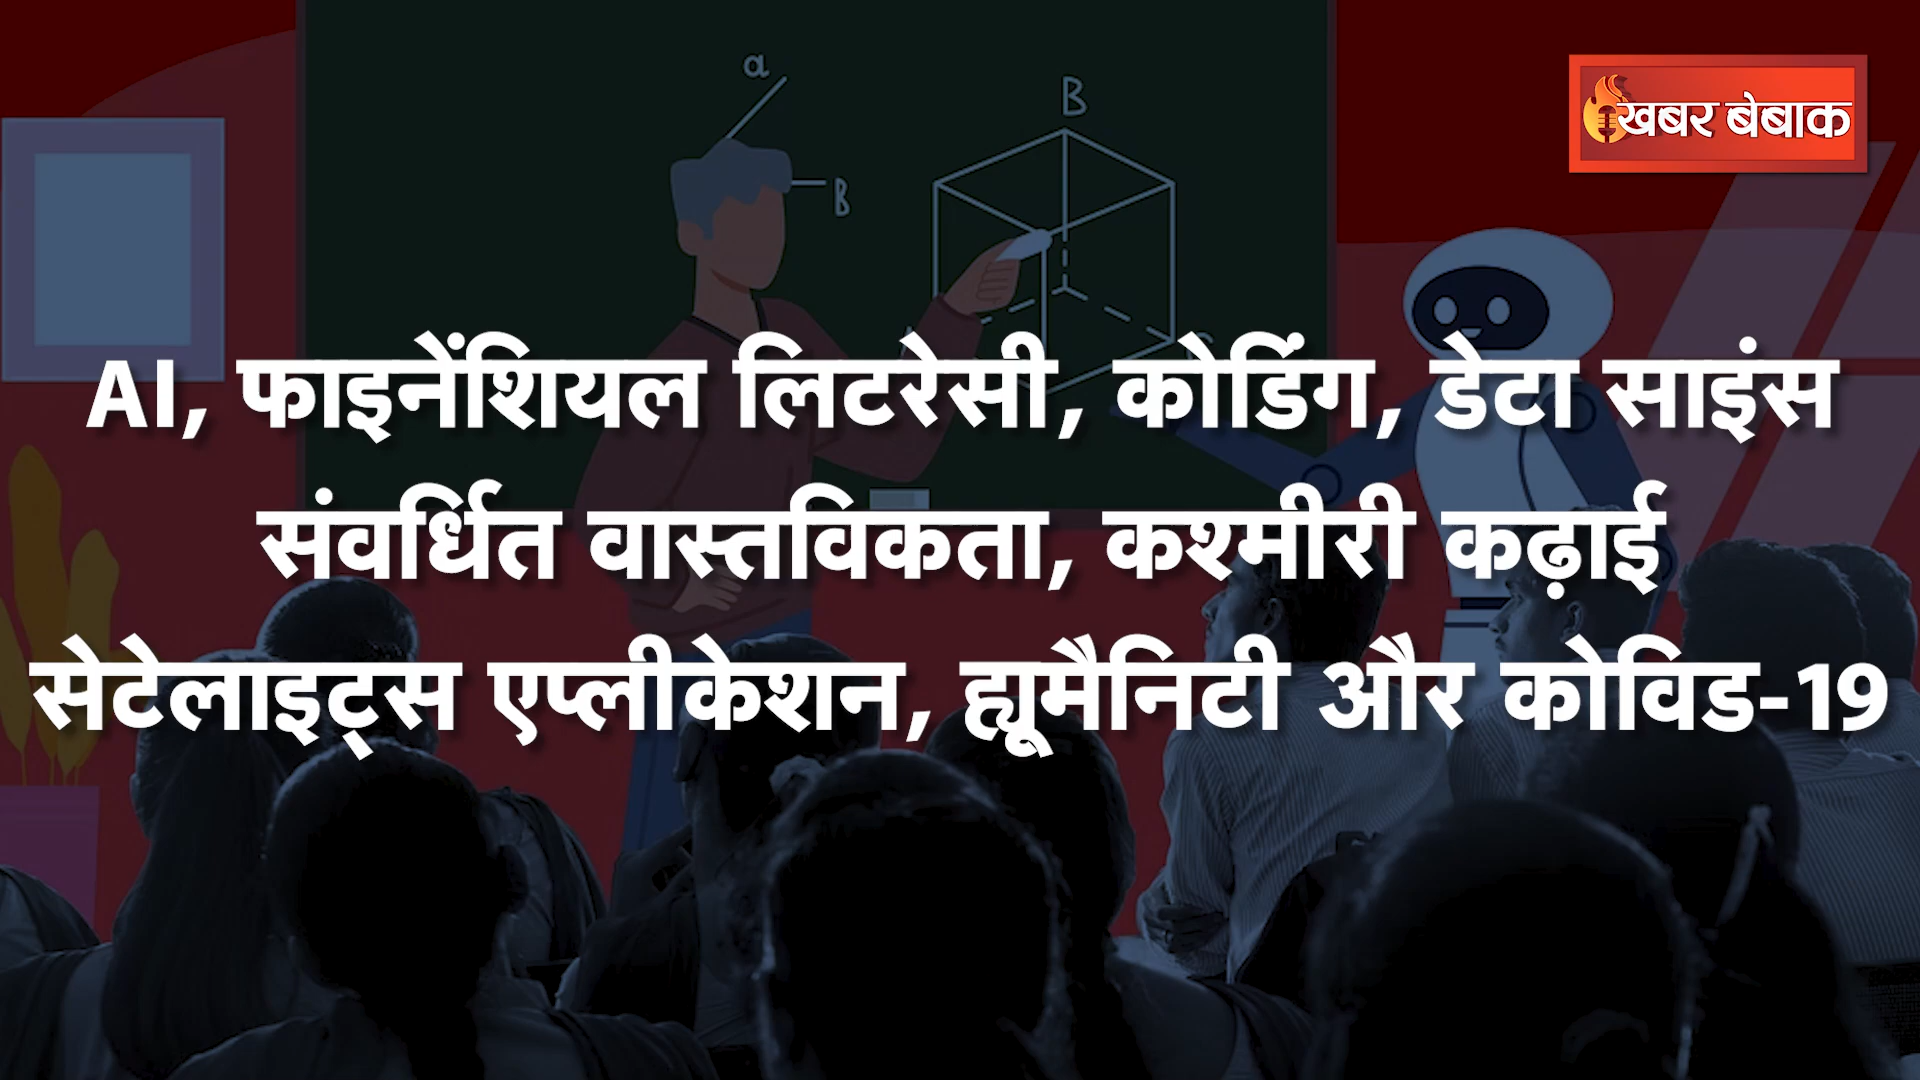 a
B
B
खबर बेबाक
AI, फाइनेंशियल लिटरेसी, कोडिंग, डेटा साइंस
संवर्धित वास्तविकता, कश्मीरी कढ़ाई
सेटेलाइट्स एप्लीकेशन, ह्यूमैनिटी और कोविड-19